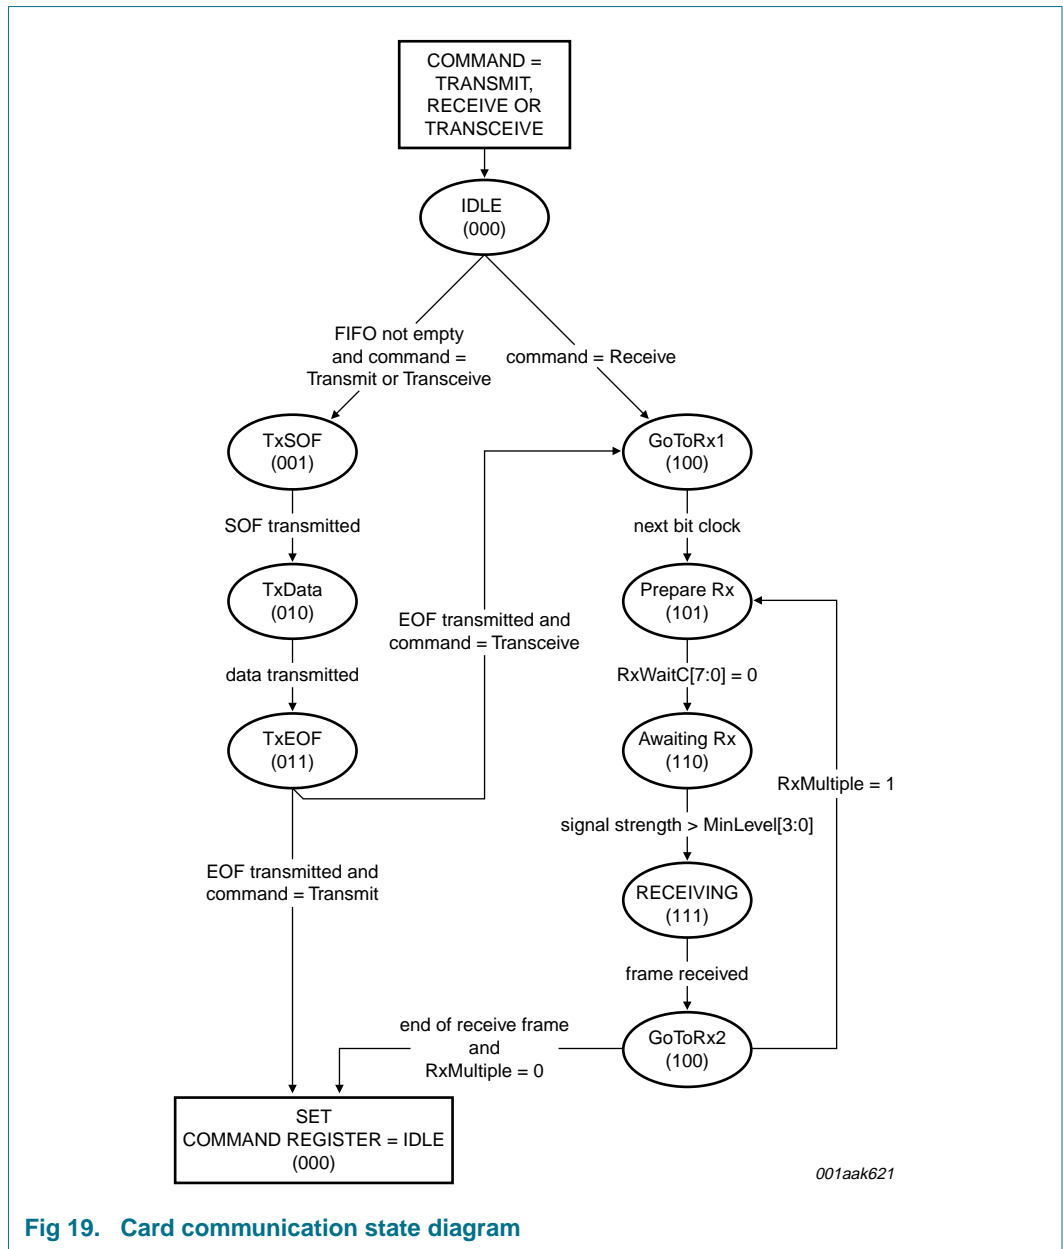 COMMAND =
TRANSMIT,
RECEIVE OR
TRANSCEIVE
IDLE
(000)
FIFO not empty
and command =
Transmit or Transceive
command = Receive
TxSOF
(001)
GoToRx1
(100)
SOF transmitted
next bit clock
TxData
(010)
Prepare Rx
(101)
EOF transmitted and
command = Transceive
data transmitted
RxWaitC[7:0] = 0
TxEOF
(011)
Awaiting Rx
(110)
RxMultiple = 1
signal strength > MinLevel[3:0]
EOF transmitted and
command = Transmit
RECEIVING
(111)
frame received
end of receive frame
and
RxMultiple = 0
GoToRx2
(100)
SET
COMMAND REGISTER = IDLE
(000)
001aak621
Fig 19. Card communication state diagram